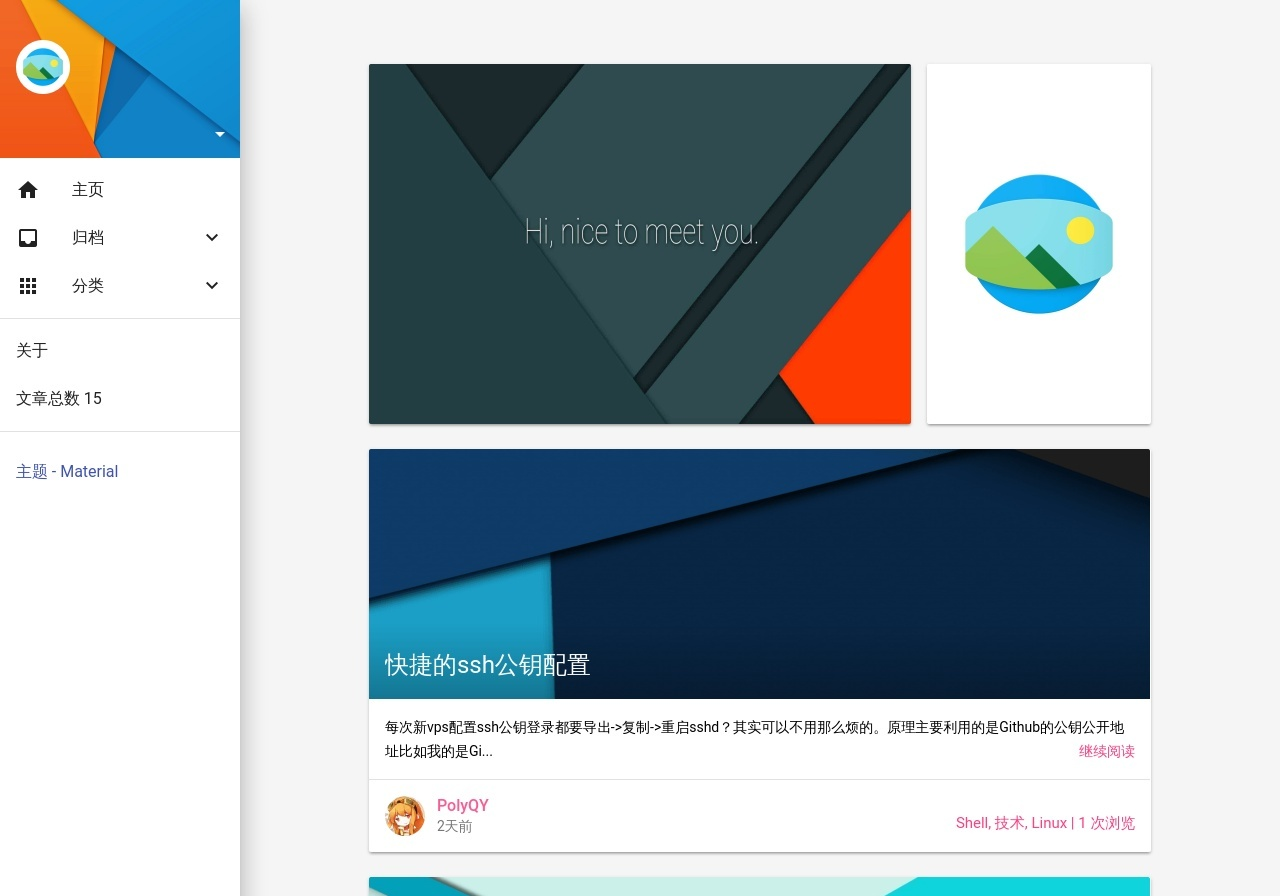 主页
归档
分类
关于
文章总数 15
主题 - Material
Hi, nice to meet you.
快捷的ssh公钥配置
每次新vps配置ssh公钥登录都要导出->复制->重启sshd？其实可以不用那么烦的。原理主要利用的是Github的公钥公开地
址比如我的是Gi...
继续阅读
PolyQY
2天前
Shell, 技术, Linux | 1 次浏览